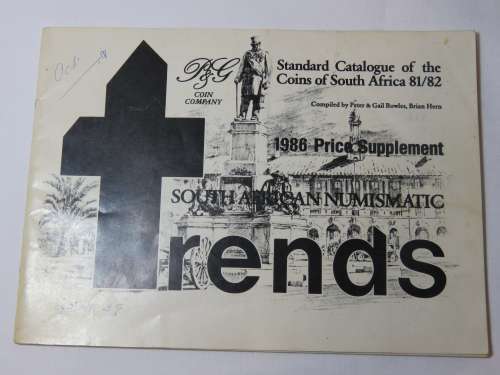 Oct.
P&G
COIN
COMPANY
Standard Catalogue of the
Coins of South Africa 81/82
Compiled by Peter & Gail Bowles, Brian Hern
1986 Price Supplement
SOUTH AFRICAN NUMISMATIC
trends